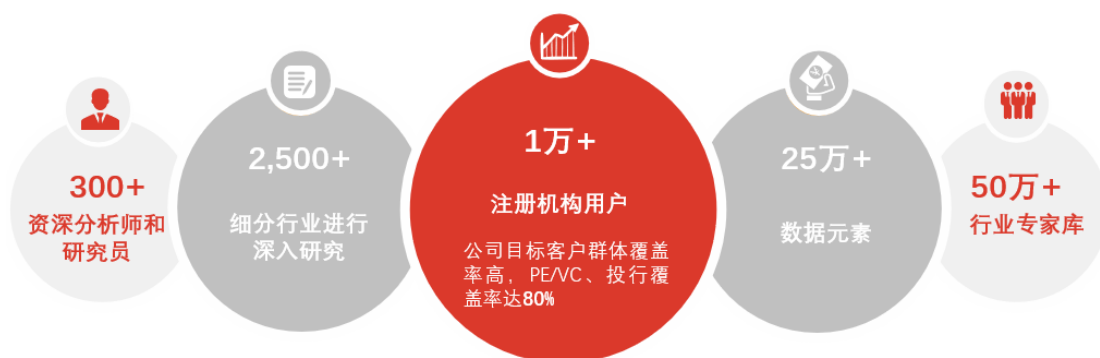 300+
资深分析师和
研究员
2,500+
细分行业进行
深入研究
1万+
注册机构用户
公司目标客户群体覆盖
率高，PE/VC、投行覆
盖率达80%
25万+
数据元素
50万+
行业专家库